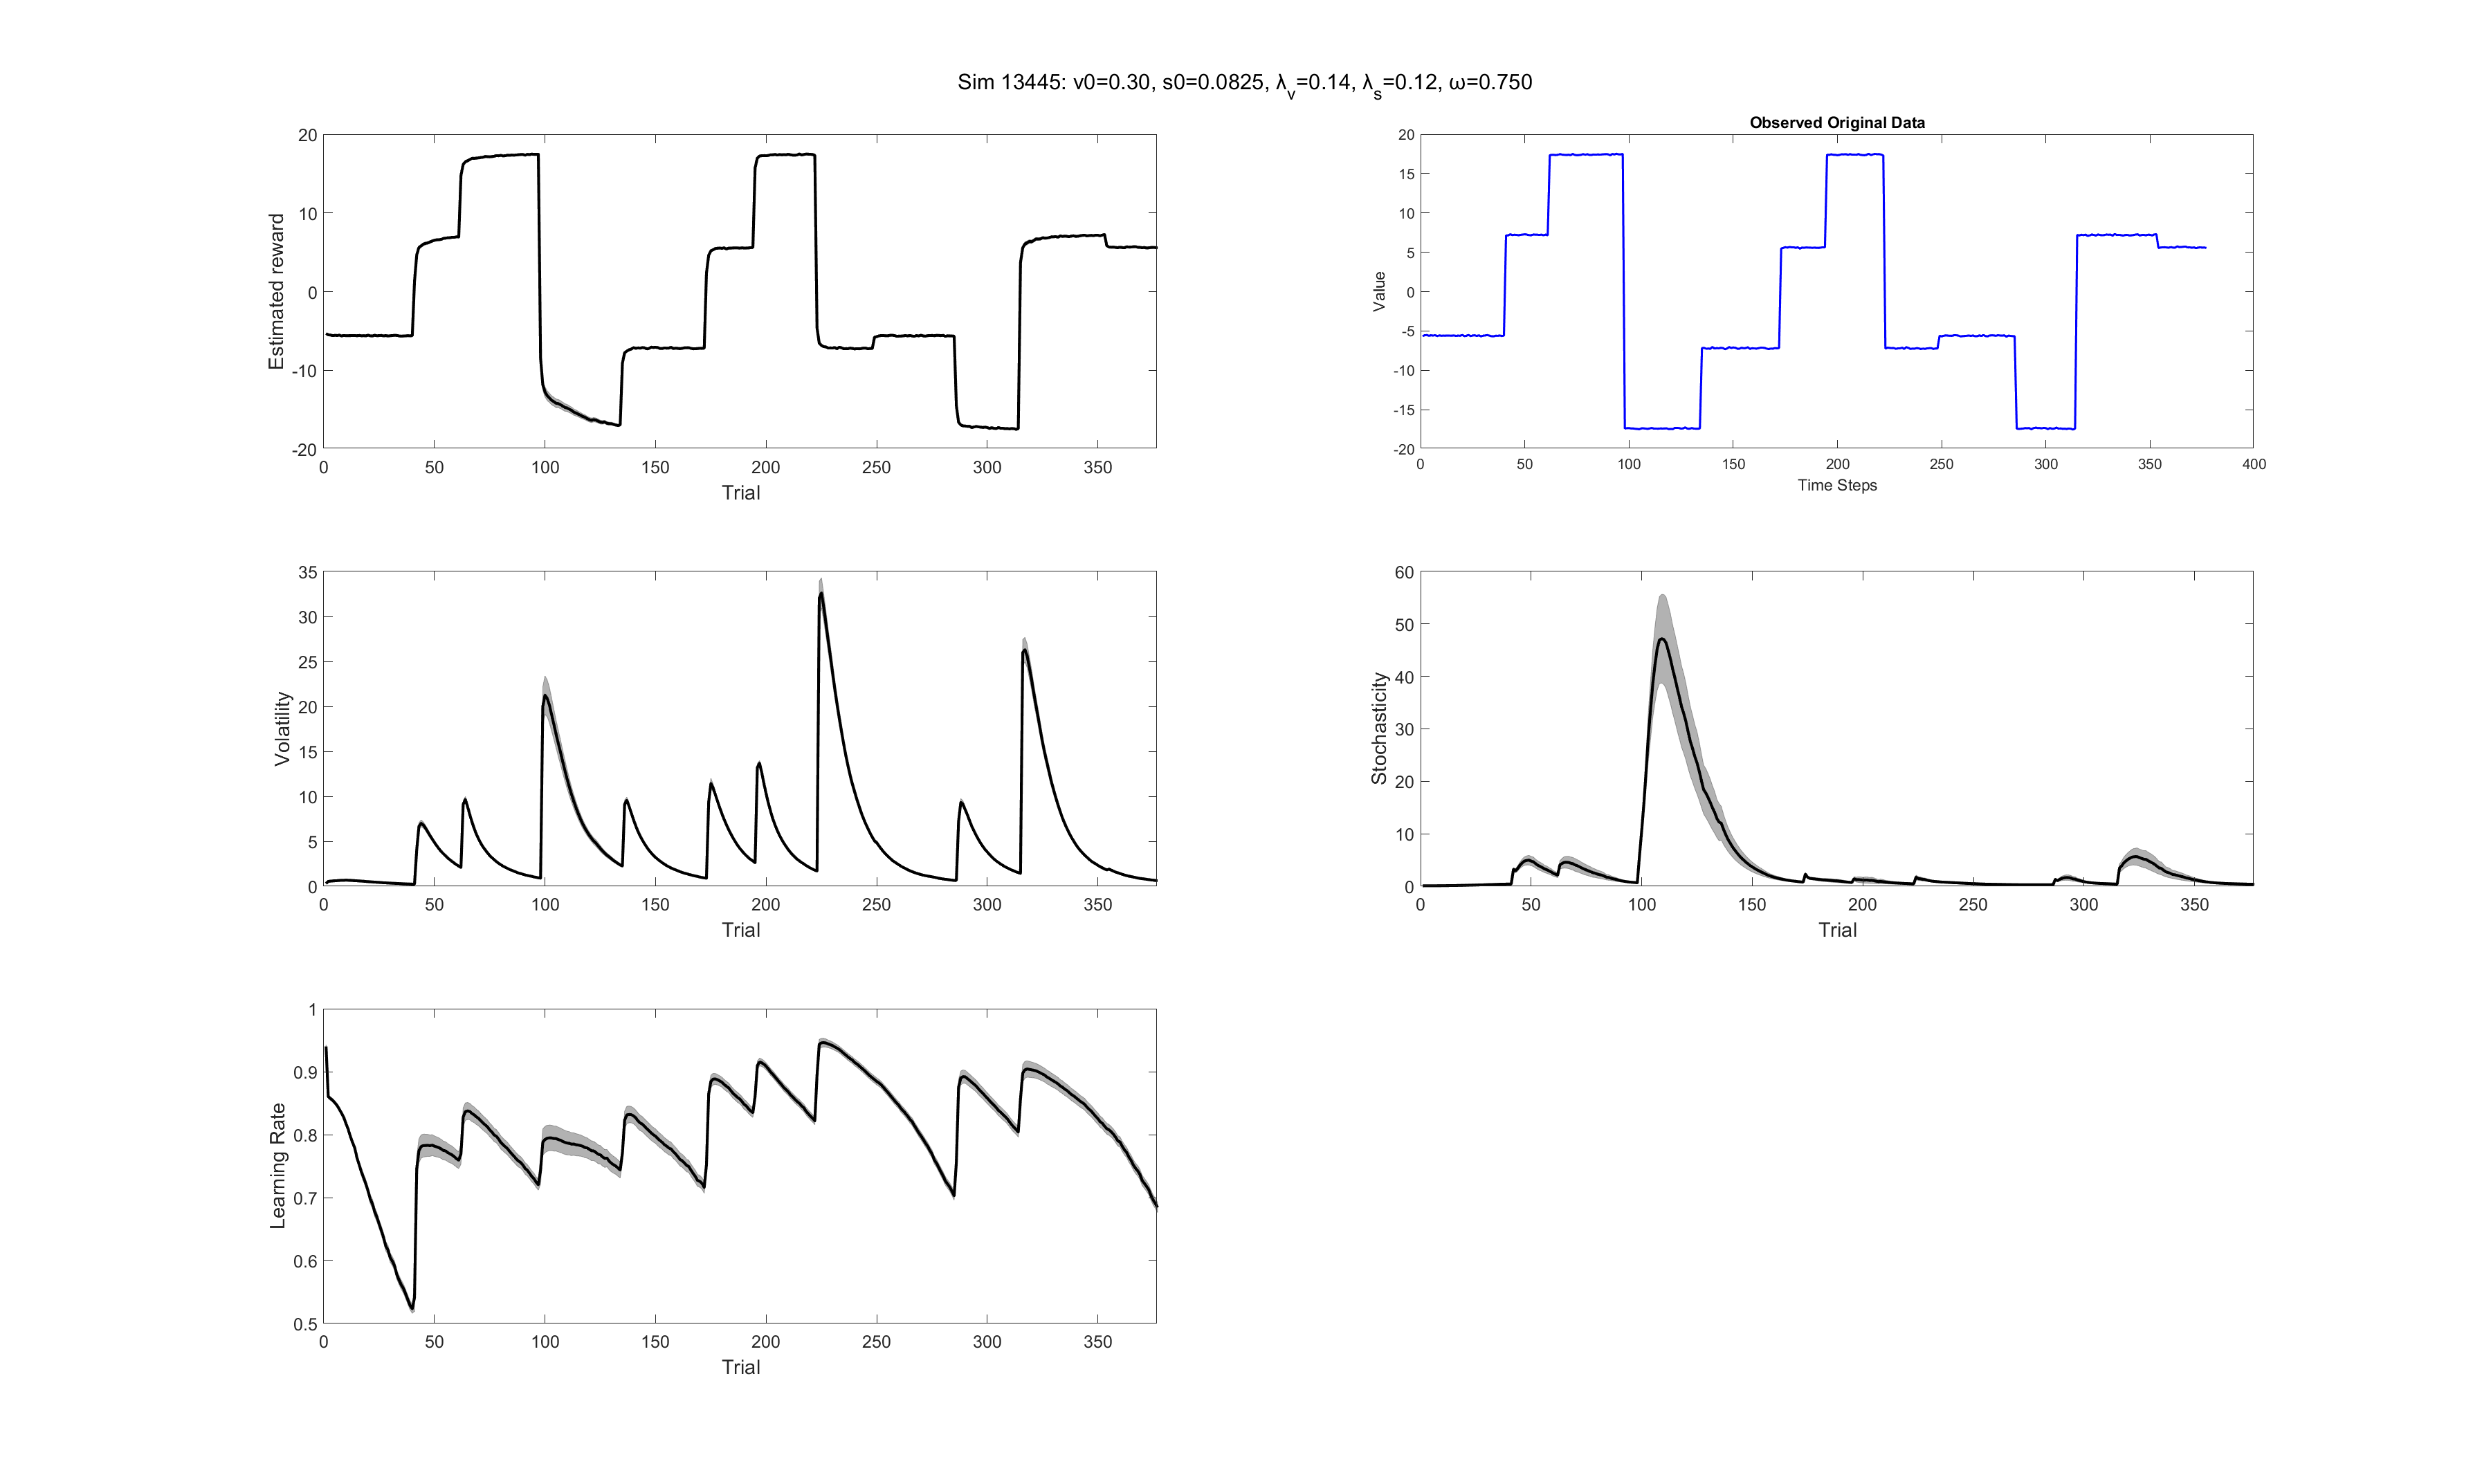 Sim 13445: v0=0.30, s0=0.0825, λv=0.14, λs=0.12, ω=0.750
20
10
0
-10
-20
Estimated reward
0 50 100 150 200 250 300 350
Trial
Observed Original Data
20
15
10
5
0
-5
-10
-15
-20
Value
0 50 100 150 200 250 300 350 400
Time Steps
35
30
25
20
15
10
5
0
Volatility
0 50 100 150 200 250 300 350
Trial
60
50
40
30
20
10
0
Stochasticity
0 50 100 150 200 250 300 350
Trial
1
0.9
0.8
0.7
0.6
0.5
Learning Rate
0 50 100 150 200 250 300 350
Trial